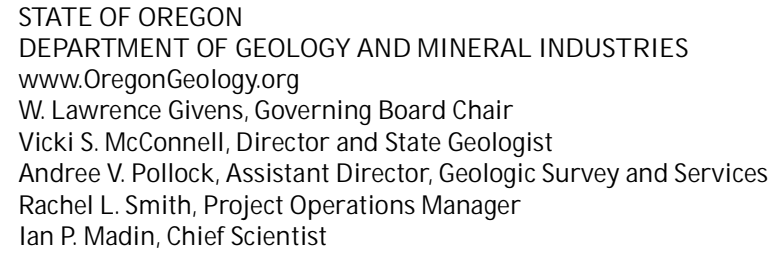 STATE OF OREGON
DEPARTMENT OF GEOLOGY AND MINERAL INDUSTRIES
www.OregonGeology.org
W. Lawrence Givens, Governing Board Chair
Vicki S. McConnell, Director and State Geologist
Andree V. Pollock, Assistant Director, Geologic Survey and Services
Rachel L. Smith, Project Operations Manager
Ian P. Madin, Chief Scientist